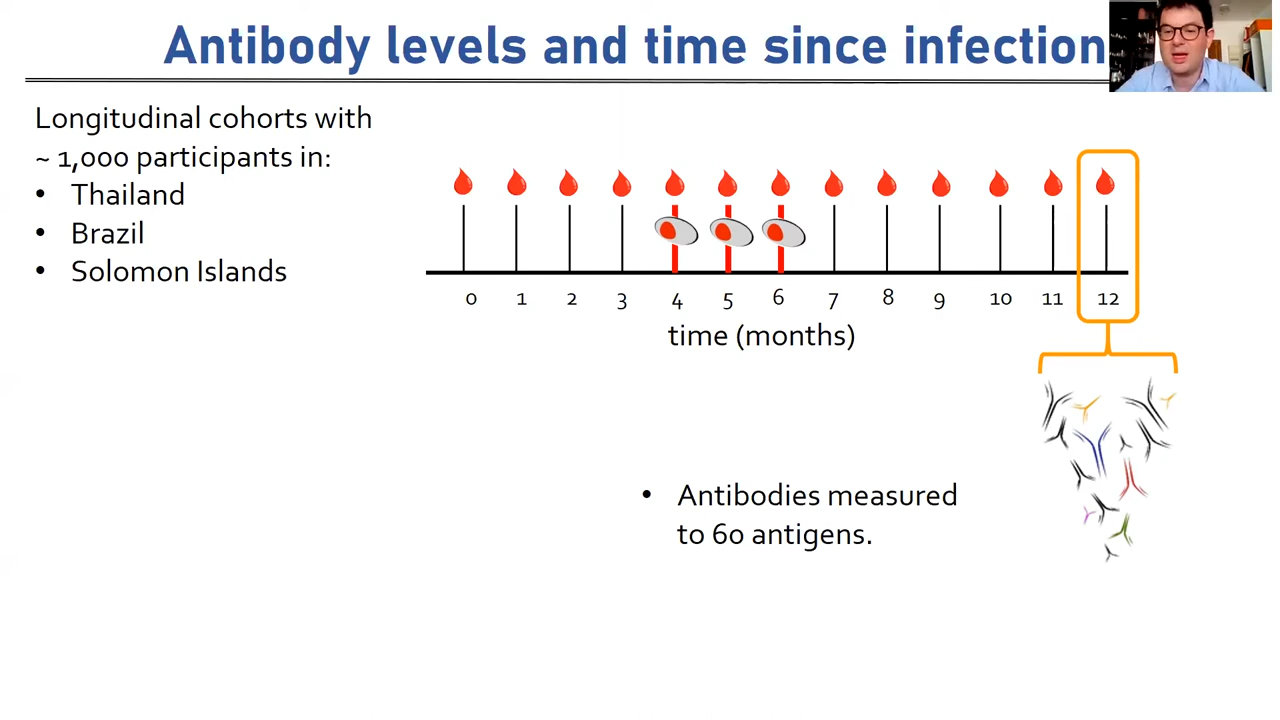 Antibody levels and time since infection
Longitudinal cohorts with
~ 1,000 participants in:
• Thailand
• Brazil
• Solomon Islands
0 1 2 3 4 5 6 7 8 9 10 11 12
time (months)
• Antibodies measured
to 60 antigens.